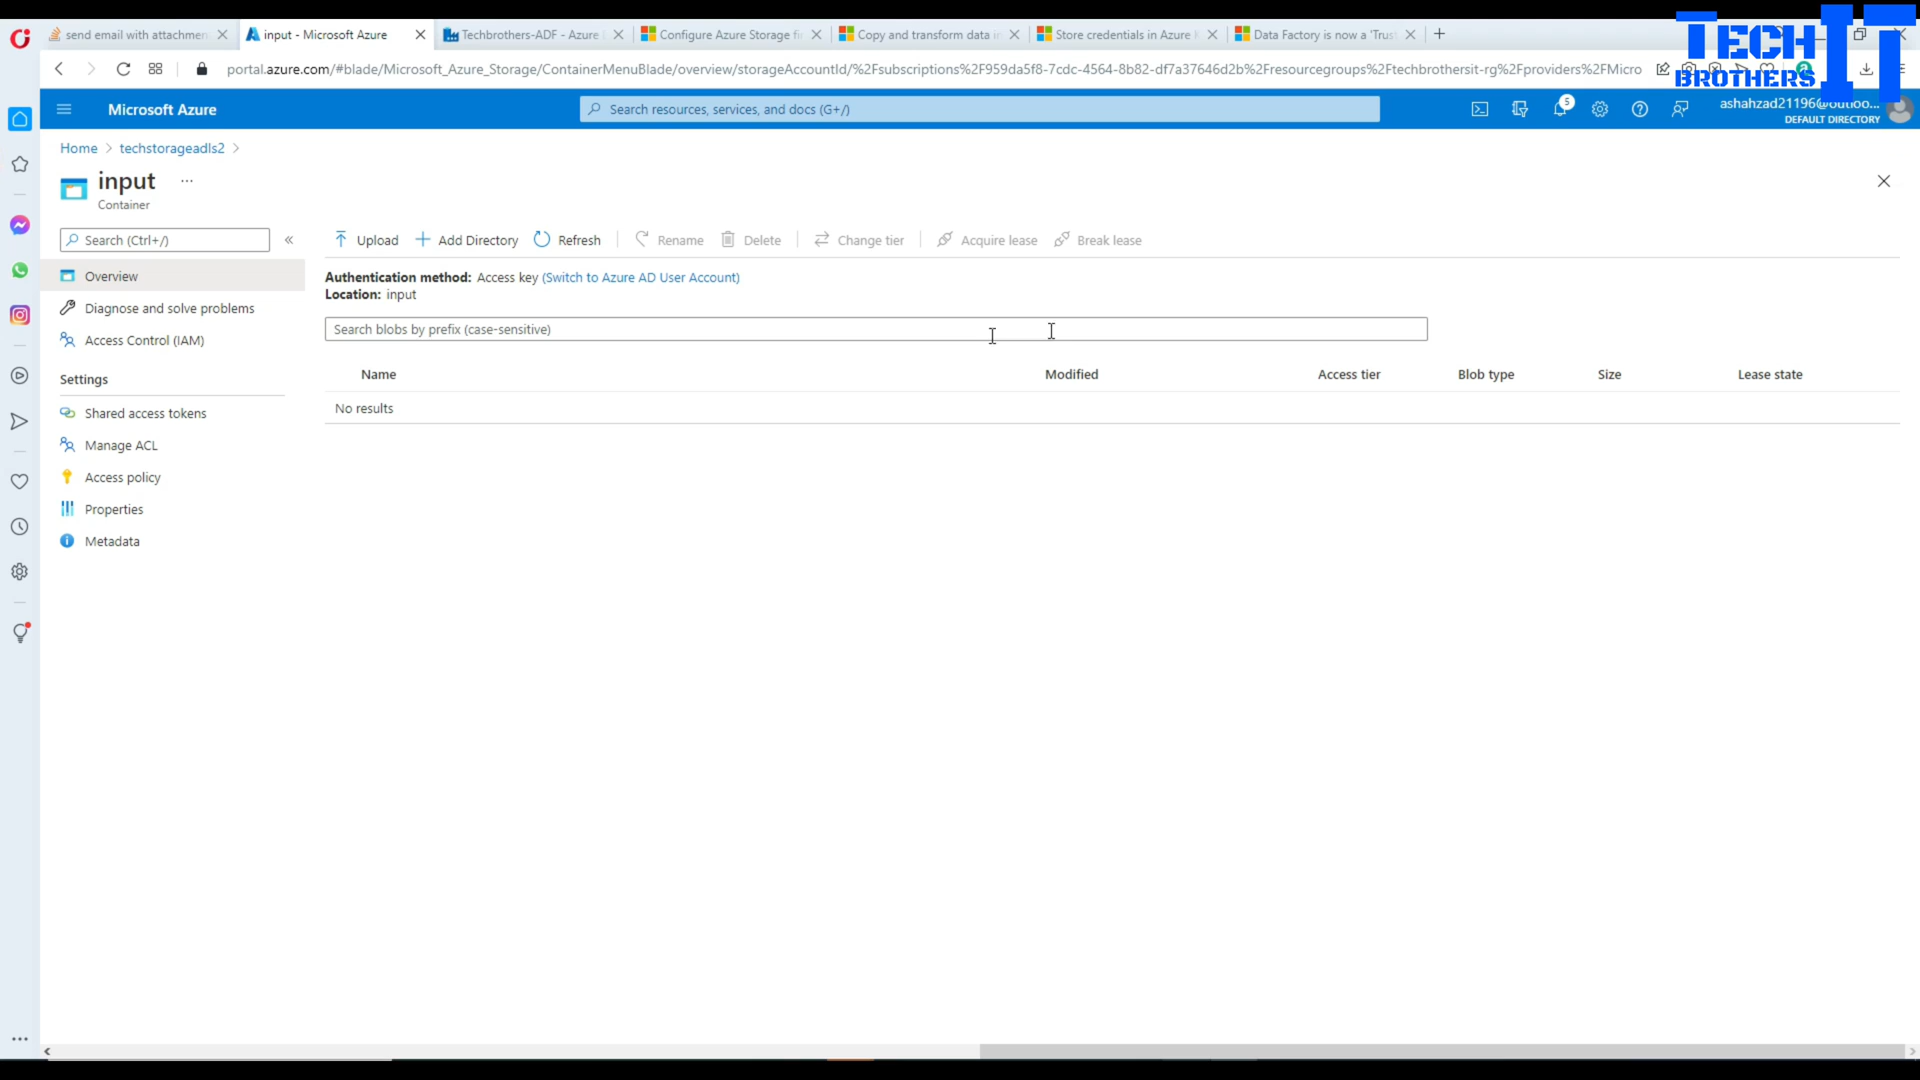 send email with attachmen
input - Microsoft Azure
Techbrothers-ADF - Azure
Configure Azure Storage fi
Copy and transform data i
Store credentials in Azure K
Data Factory is now a 'Trust
TECH
BROTHERS
IT
portal.azure.com/#blade/Microsoft_Azure_Storage/ContainerMenuBlade/overview/storageAccountId/%2Fsubscriptions%2F959da5f8-7cdc-4564-8b82-df7a37646d2b%2Fresourcegroups%2Ftechbrothersit-rg%2Fproviders%2FMicro
Microsoft Azure
Search resources, services, and docs (G+/)
5
ashahzad21196@outloo...
DEFAULT DIRECTORY
Home > techstorageadls2 >
input ...
Container
Search (Ctrl+/)
«
Upload
Add Directory
Refresh
Rename
Delete
Change tier
Acquire lease
Break lease
Overview
Diagnose and solve problems
Access Control (IAM)
Settings
Shared access tokens
Manage ACL
Access policy
Properties
Metadata
Authentication method: Access key (Switch to Azure AD User Account)
Location: input
Search blobs by prefix (case-sensitive)
Name
Modified
Access tier
Blob type
Size
Lease state
No results